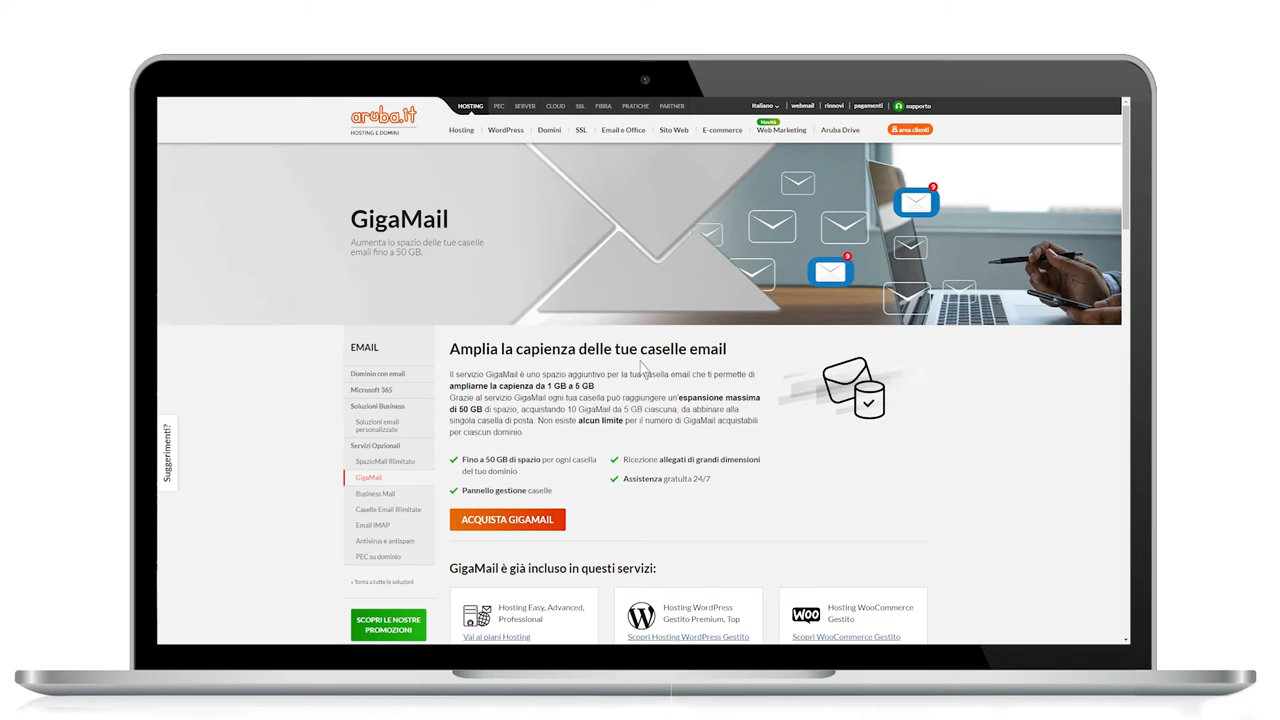 aruba.it
HOSTING E DOMINI
HOSTING PEC SERVER CLOUD SSL FIBRA PRATICHE PARTNER
Italiano webmail rinnovi pagamenti supporto
Hosting WordPress Domini SSL Email e Office Sito Web E-commerce Web Marketing Aruba Drive
Novità
area clienti
GigaMail
Aumenta lo spazio delle tue caselle
email fino a 50 GB.
9
9
Suggerimenti?
EMAIL
Dominio con email
Microsoft 365
Soluzioni Business
Soluzioni email
personalizzate
Servizi Opzionali
SpazioMail Illimitato
GigaMail
Business Mail
Caselle Email Illimitate
Email IMAP
Antivirus e antispam
PEC su dominio
« Torna a tutte le soluzioni
SCOPRI LE NOSTRE
PROMOZIONI
Amplia la capienza delle tue caselle email
Il servizio GigaMail è uno spazio aggiuntivo per la tua casella email che ti permette di
ampliarne la capienza da 1 GB a 5 GB.
Grazie al servizio GigaMail ogni tua casella può raggiungere un'espansione massima
di 50 GB di spazio, acquistando 10 GigaMail da 5 GB ciascuna, da abbinare alla
singola casella di posta. Non esiste alcun limite per il numero di GigaMail acquistabili
per ciascun dominio.
Fino a 50 GB di spazio per ogni casella
del tuo dominio
Pannello gestione caselle
Ricezione allegati di grandi dimensioni
Assistenza gratuita 24/7
ACQUISTA GIGAMAIL
GigaMail è già incluso in questi servizi:
Hosting Easy, Advanced,
Professional
Vai ai piani Hosting
Hosting WordPress
Gestito Premium, Top
Scopri Hosting WordPress Gestito
WOO
Hosting WooCommerce
Gestito
Scopri WooCommerce Gestito